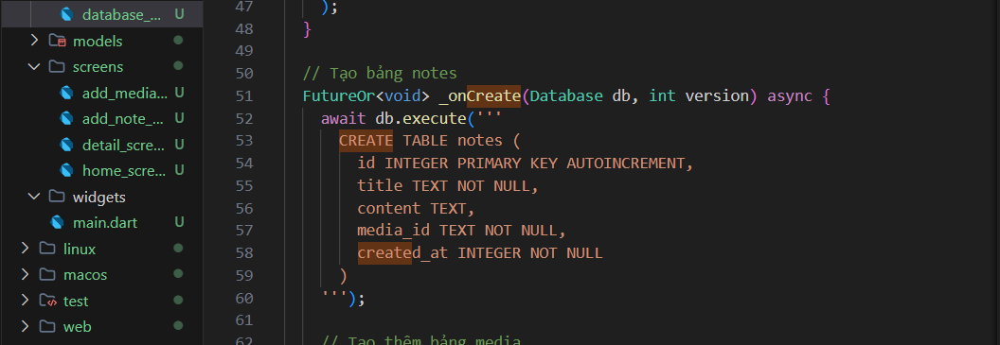 database_...
models
screens
add_media...
add_note_...
detail_scre...
home_scre...
widgets
main.dart
linux
macos
test
web
U
U
U
U
U
U
47 );
48 }
49
50 // Tạo bảng notes
51 FutureOr<void> _onCreate(Database db, int version) async {
52 await db.execute('''
53 CREATE TABLE notes (
54 id INTEGER PRIMARY KEY AUTOINCREMENT,
55 title TEXT NOT NULL,
56 content TEXT,
57 media_id TEXT NOT NULL,
58 created_at INTEGER NOT NULL
59 )
60 ''');
61
62 // Tạo thêm bảng media